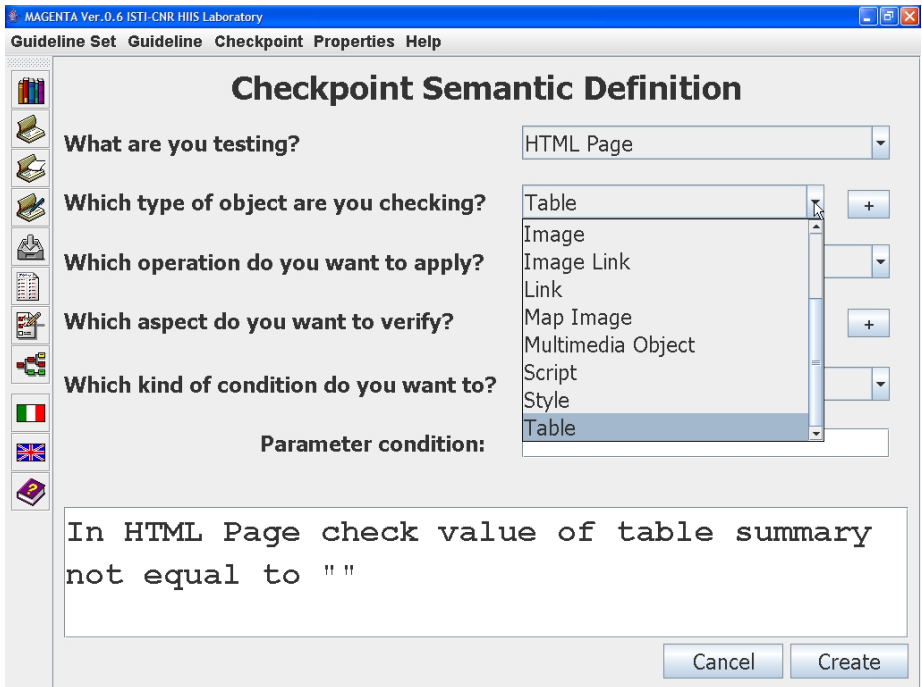 MAGENTA Ver.0.6 ISTI-CNR HIIS Laboratory
Guideline Set Guideline Checkpoint Properties Help
Checkpoint Semantic Definition
What are you testing?
HTML Page
Which type of object are you checking?
Table
+
Image
Image Link
Link
Map Image
Multimedia Object
Script
Style
Table
Which operation do you want to apply?
Which aspect do you want to verify?
+
Which kind of condition do you want to?
Parameter condition:
In HTML Page check value of table summary
not equal to ""
Cancel
Create